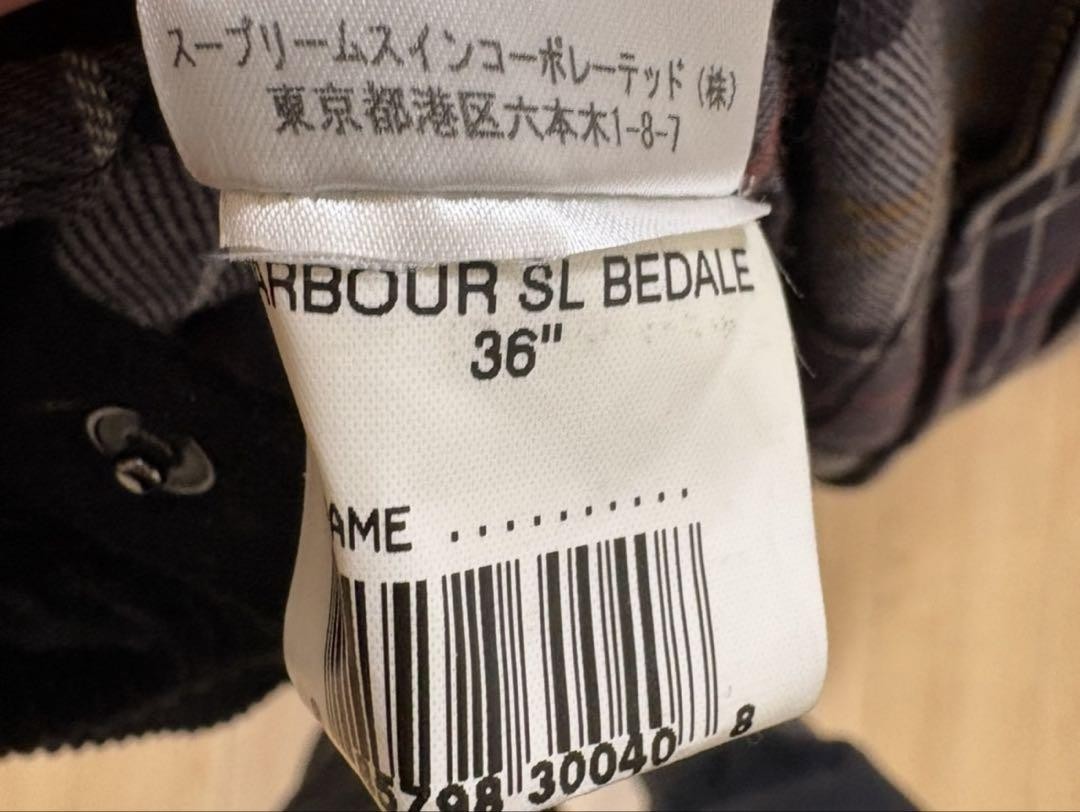 スープリームスインコーポレーテッド(株)
東京都港区六本木1-8-7
ARBOUR SL BEDALE
36"
AME ...........
5798 30040 8